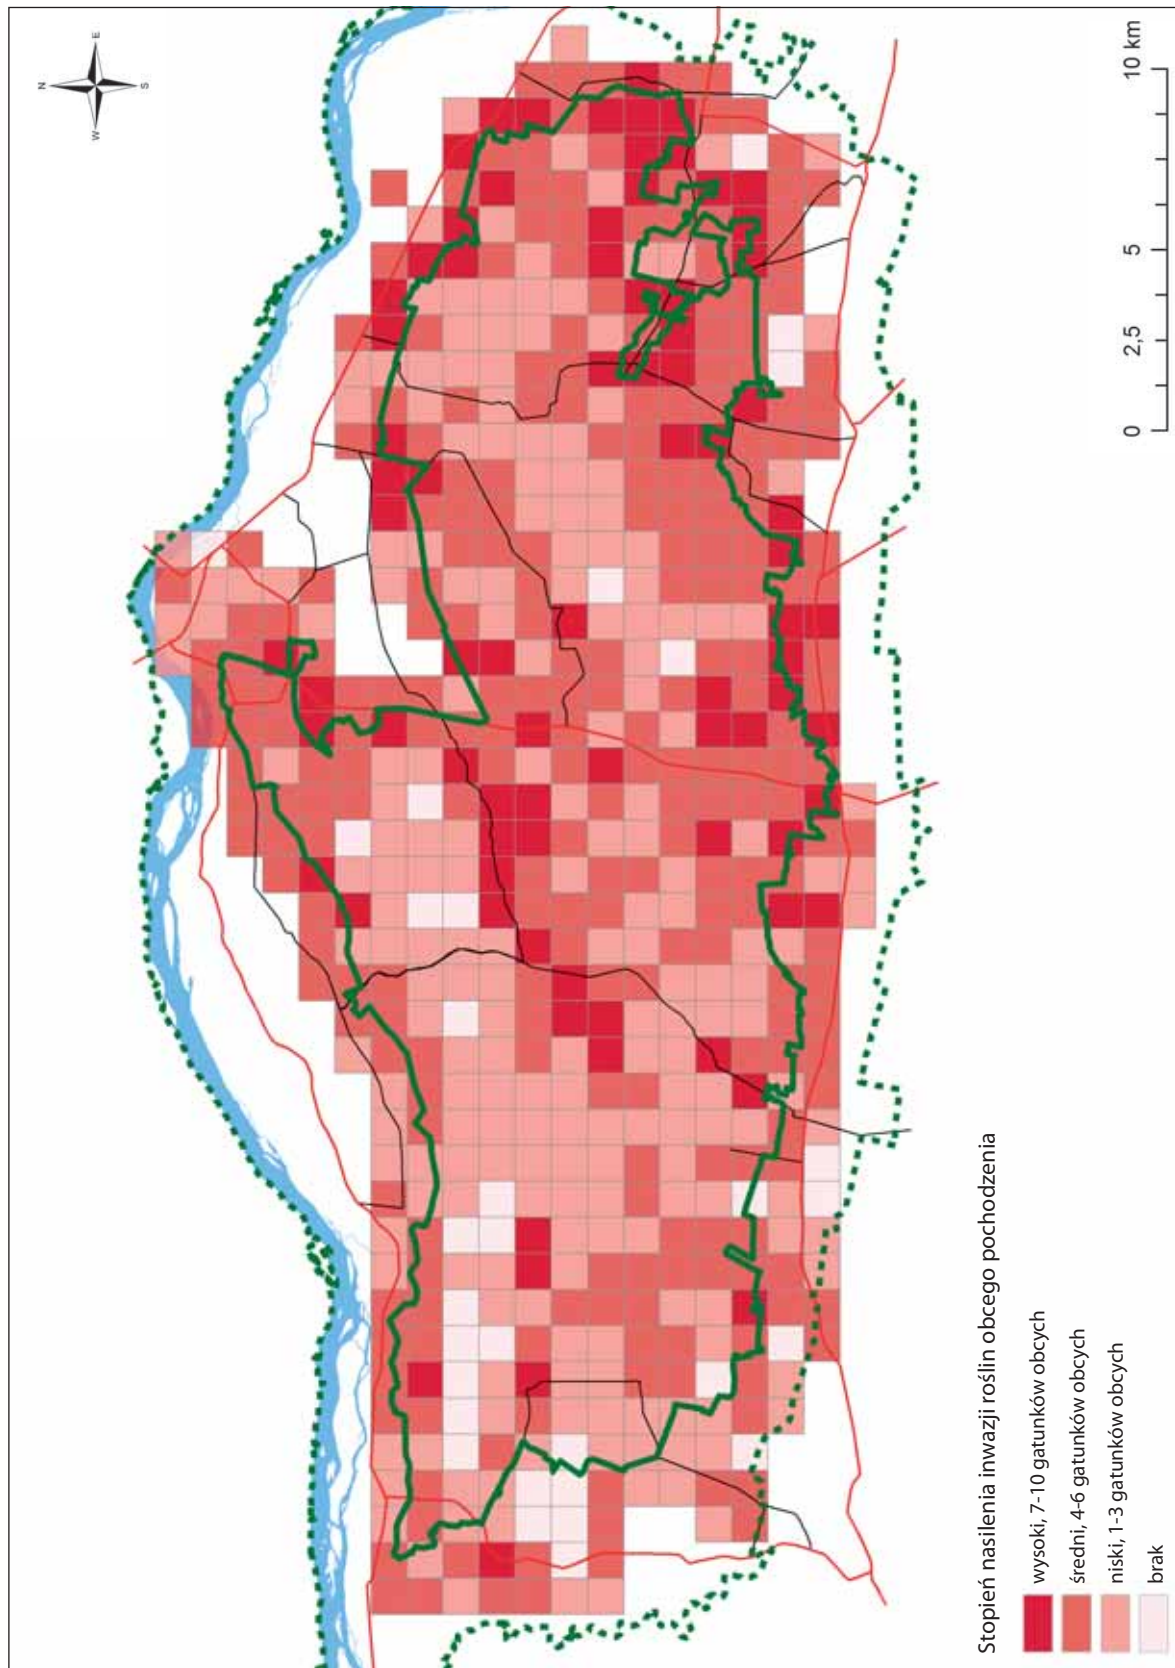 N
W
E
S
Stopień nasilenia inwazji roślin obcego pochodzenia
wysoki, 7-10 gatunków obcych
średni, 4-6 gatunków obcych
niski, 1-3 gatunków obcych
brak
0 2,5 5 10 km